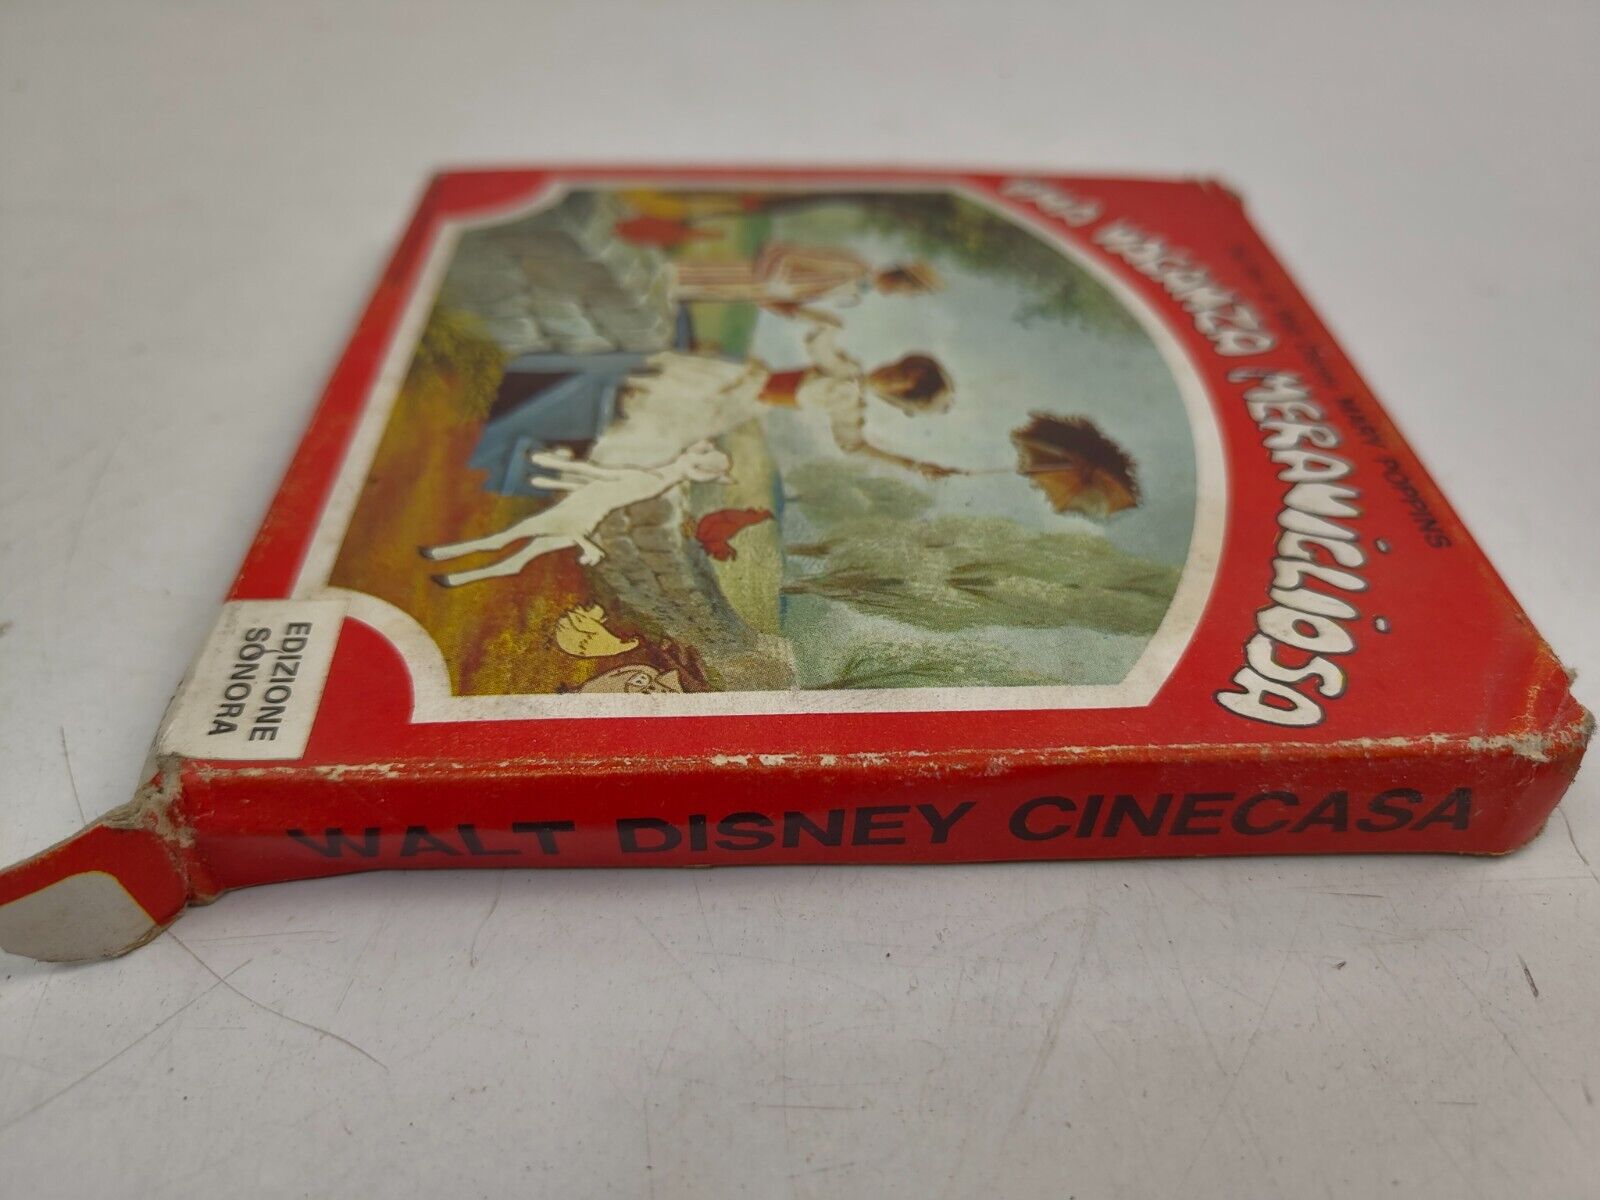 MARY POPPINS
UNA VACANZA MERAVIGLIOSA
EDIZIONE
SONORA
WALT DISNEY CINECASA